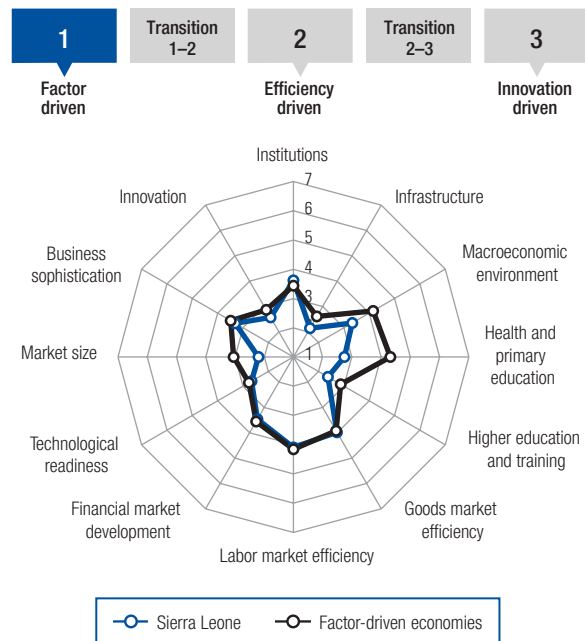 1
Transition
1–2
2
Transition
2–3
3
Factor
driven
Efficiency
driven
Innovation
driven
Institutions
7
6
5
4
3
2
1
Infrastructure
Macroeconomic
environment
Health and
primary
education
Higher education
and training
Goods market
efficiency
Labor market efficiency
Financial market
development
Technological
readiness
Market size
Business
sophistication
Innovation
Sierra Leone
Factor-driven economies